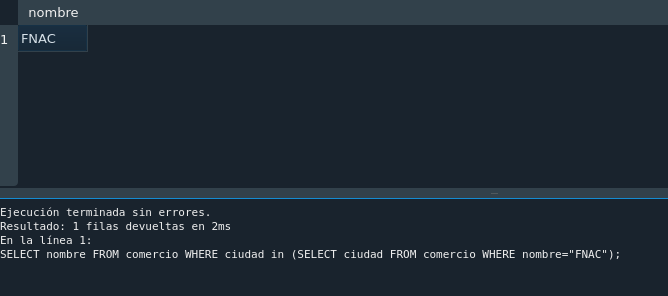 nombre
1 FNAC
Ejecución terminada sin errores.
Resultado: 1 filas devueltas en 2ms
En la línea 1:
SELECT nombre FROM comercio WHERE ciudad in (SELECT ciudad FROM comercio WHERE nombre="FNAC");